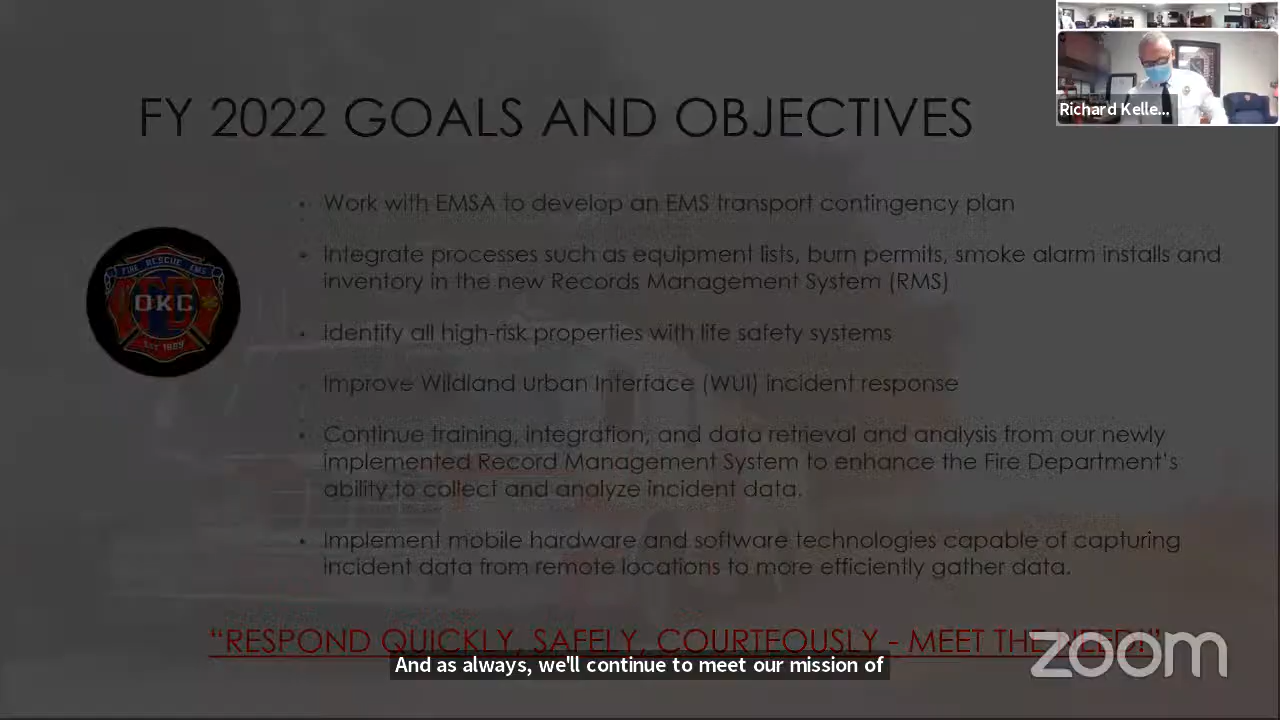 Richard Kelle...
FY 2022 GOALS AND OBJECTIVES
• Work with EMSA to develop an EMS transport contingency plan
• Integrate processes such as equipment lists, burn permits, smoke alarm installs and
inventory in the new Records Management System (RMS)
FIRE RESCUE EMS
OKC
Est 1889
• Identify all high-risk properties with life safety systems
• Improve Wildland Urban Interface (WUI) incident response
• Continue training, integration, and data retrieval and analysis from our newly
implemented Record Management System to enhance the Fire Department's
ability to collect and analyze incident data.
• Implement mobile hardware and software technologies capable of capturing
incident data from remote locations to more efficiently gather data.
“RESPOND QUICKLY, SAFELY, COURTEOUSLY - MEET THE NEED!”
zoom
And as always, we'll continue to meet our mission of